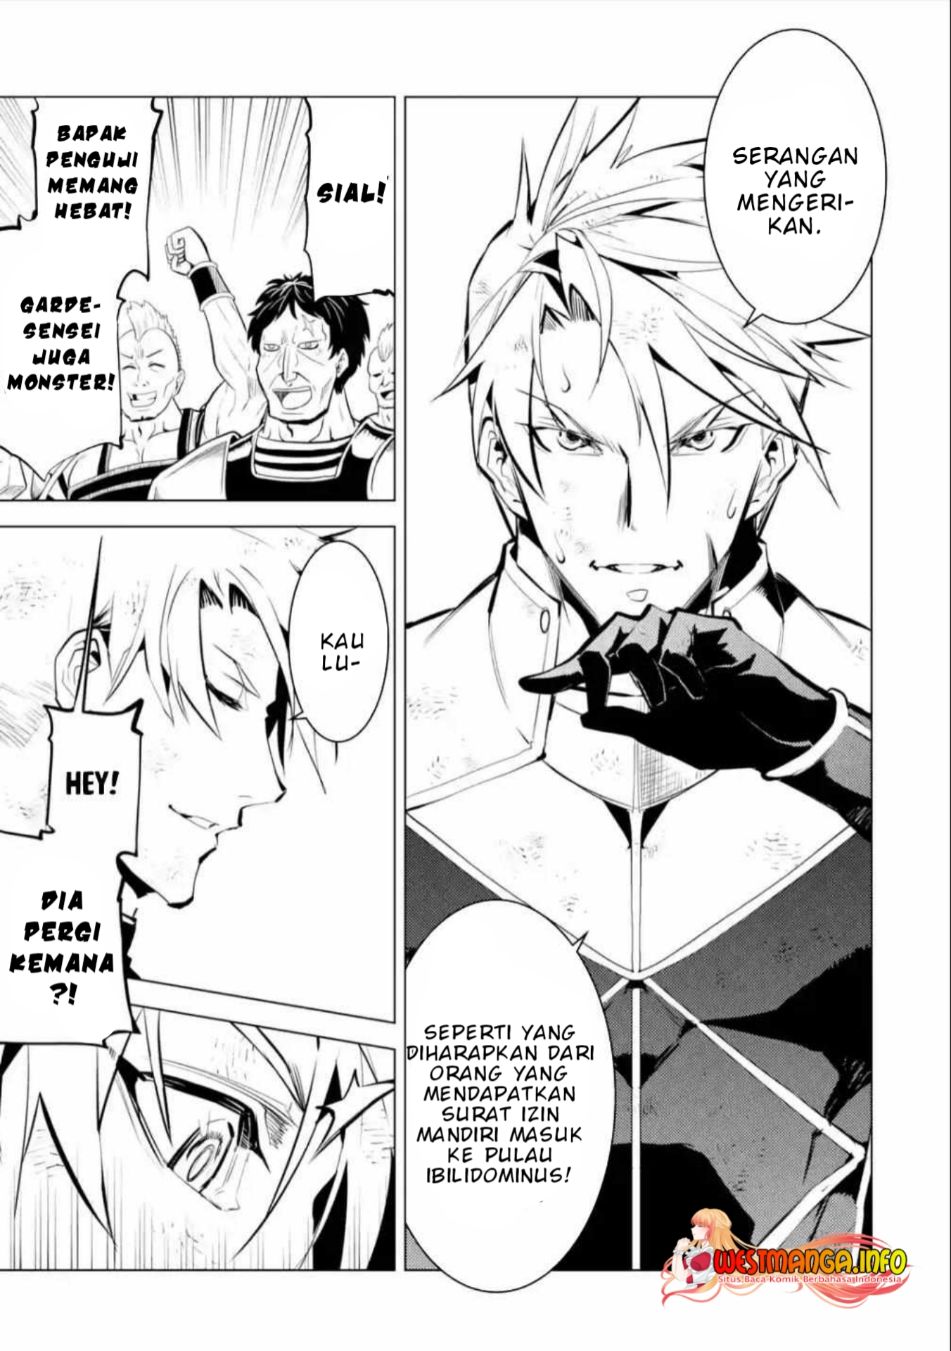 SERANGAN
YANG
MENGERI-
KAN.
SEPERTI YANG
DIHARAPKAN DARI
ORANG YANG
MENDAPATKAN
SURAT IZIN
MANDIRI MASUK
KE PULAU
IBILIDOMINUS!
SIAL!
BAPAK
PENGUJI
MEMANG
HEBAT!
GARDE-
SENSEI
JUGA
MONSTER!
KAU
LU-
HEY!
DIA
PERGI
KEMANA
?!
WESTMANGA.INFO
Situs Baca Komik Berbahasa Indonesia